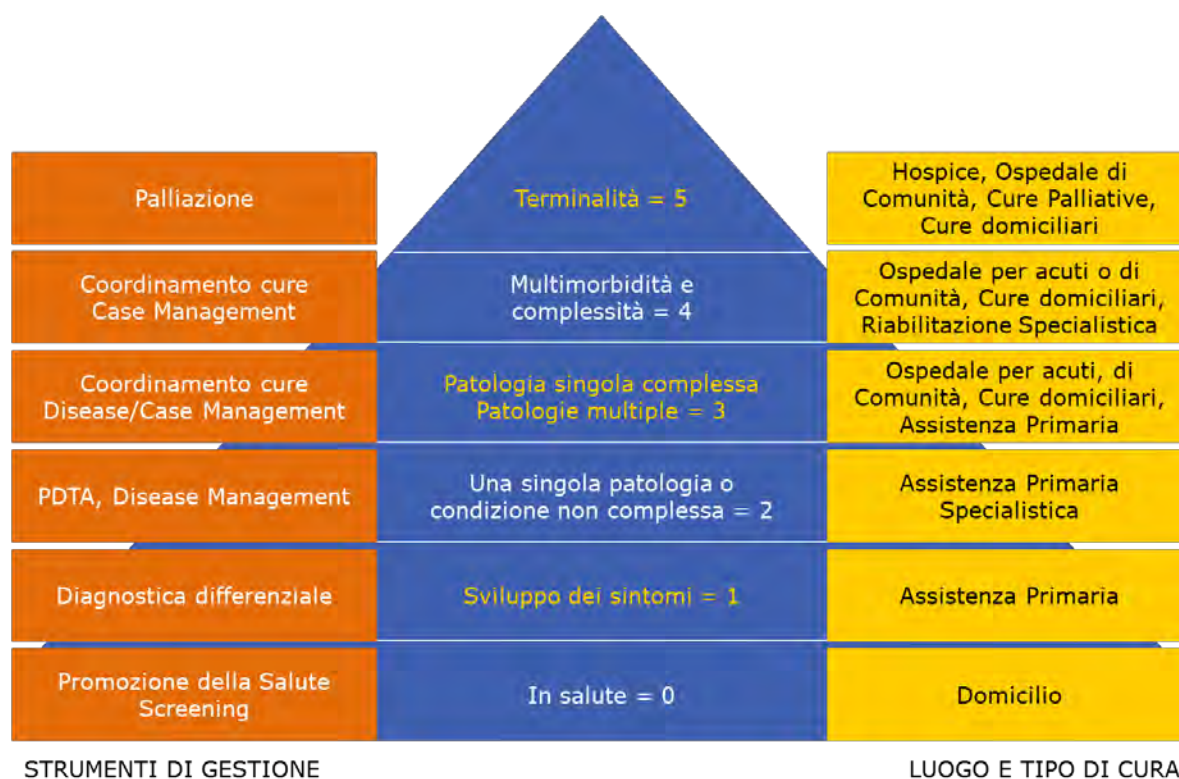 Palliazione
Terminalità = 5
Hospice, Ospedale di
Comunità, Cure Palliative,
Cure domiciliari
Coordinamento cure
Case Management
Multimorbidità e
complessità = 4
Ospedale per acuti o di
Comunità, Cure domiciliari,
Riabilitazione Specialistica
Coordinamento cure
Disease/Case Management
Patologia singola complessa
Patologie multiple = 3
Ospedale per acuti, di
Comunità, Cure domiciliari,
Assistenza Primaria
PDTA, Disease Management
Una singola patologia o
condizione non complessa = 2
Assistenza Primaria
Specialistica
Diagnostica differenziale
Sviluppo dei sintomi = 1
Assistenza Primaria
Promozione della Salute
Screening
In salute = 0
Domicilio
STRUMENTI DI GESTIONE
LUOGO E TIPO DI CURA